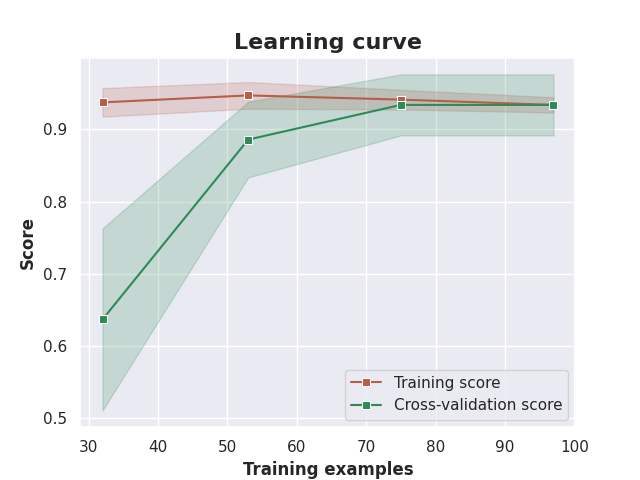 Learning curve
0.9
0.8
0.7
0.6
0.5
Score
Training score
Cross-validation score
30 40 50 60 70 80 90 100
Training examples